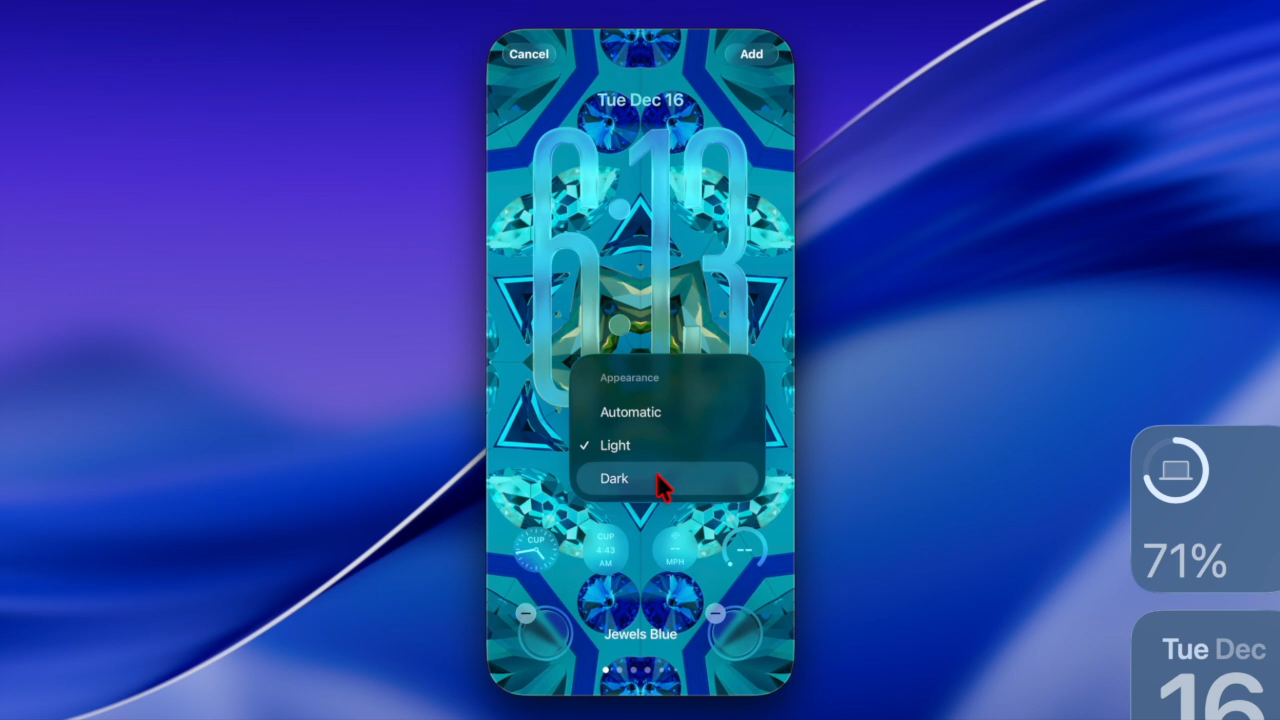 Cancel
Add
Tue Dec 16
6:13
Appearance
Automatic
Light
Dark
CUP
CUP
4:43
AM
--
MPH
--
Jewels Blue
71%
Tue Dec
16